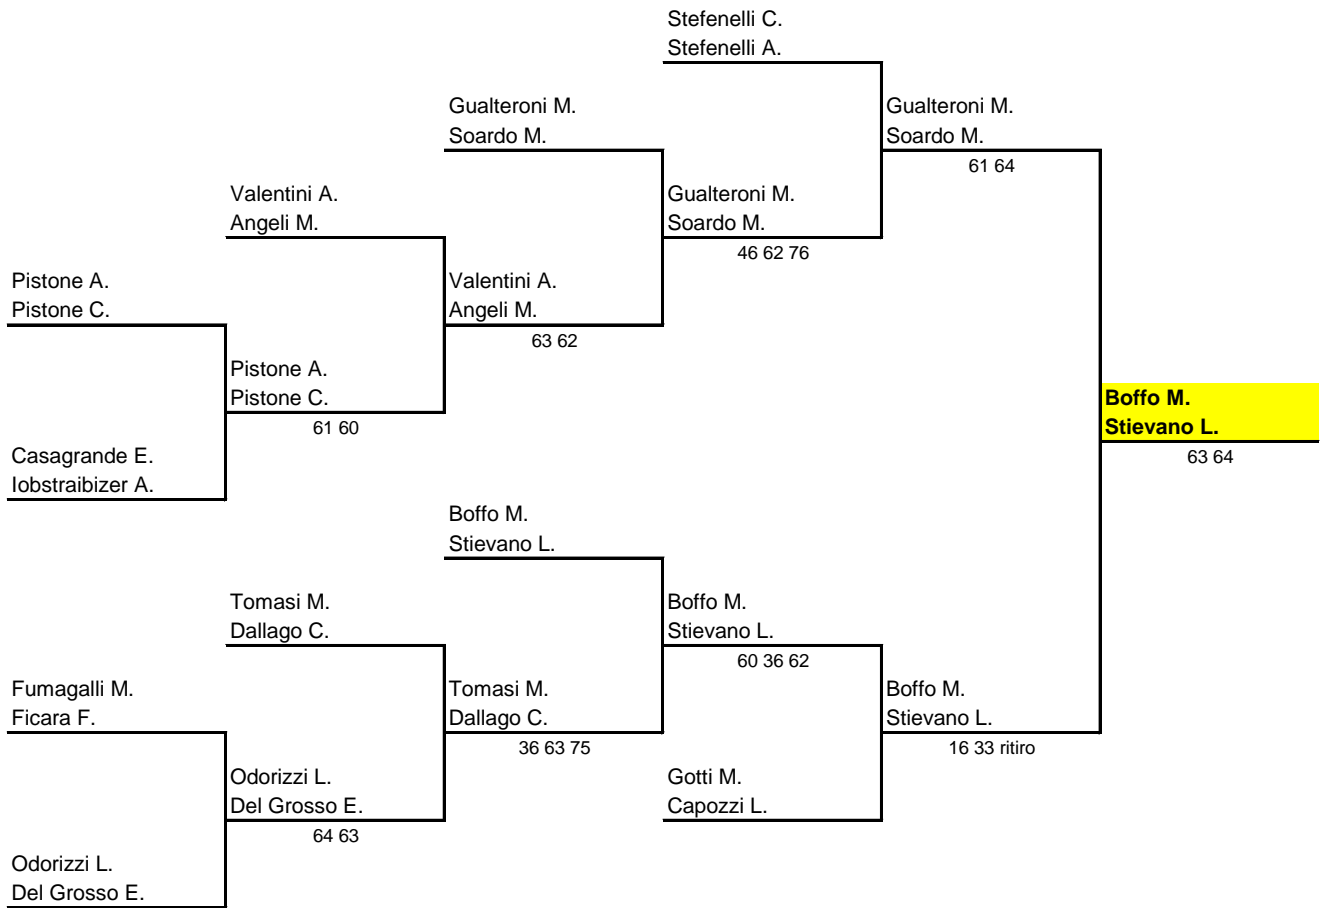 Stefenelli C.
Stefenelli A.
Gualteroni M.
Soardo M.
Gualteroni M.
Soardo M.
61 64
Valentini A.
Angeli M.
Gualteroni M.
Soardo M.
46 62 76
Pistone A.
Pistone C.
Valentini A.
Angeli M.
63 62
Pistone A.
Pistone C.
61 60
Boffo M.
Stievano L.
63 64
Casagrande E.
Iobstraibizer A.
Boffo M.
Stievano L.
Tomasi M.
Dallago C.
Boffo M.
Stievano L.
60 36 62
Fumagalli M.
Ficara F.
Tomasi M.
Dallago C.
36 63 75
Boffo M.
Stievano L.
16 33 ritiro
Odorizzi L.
Del Grosso E.
64 63
Gotti M.
Capozzi L.
Odorizzi L.
Del Grosso E.